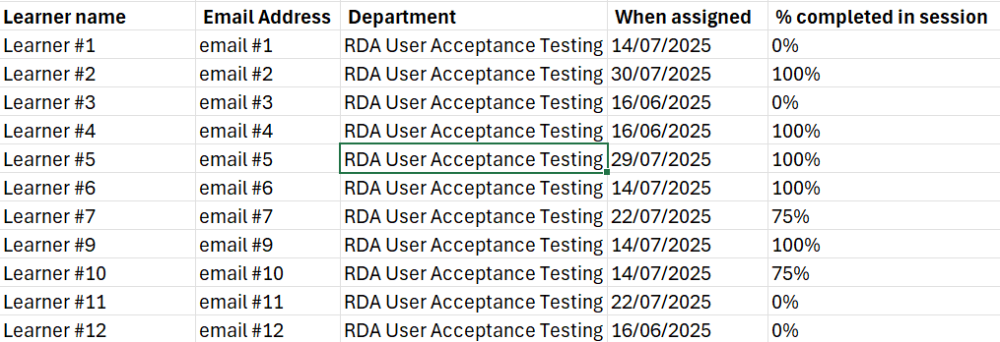 Learner name Email Address Department When assigned % completed in session
Learner #1 email #1 RDA User Acceptance Testing 14/07/2025 0%
Learner #2 email #2 RDA User Acceptance Testing 30/07/2025 100%
Learner #3 email #3 RDA User Acceptance Testing 16/06/2025 0%
Learner #4 email #4 RDA User Acceptance Testing 16/06/2025 100%
Learner #5 email #5 RDA User Acceptance Testing 29/07/2025 100%
Learner #6 email #6 RDA User Acceptance Testing 14/07/2025 100%
Learner #7 email #7 RDA User Acceptance Testing 22/07/2025 75%
Learner #9 email #9 RDA User Acceptance Testing 14/07/2025 100%
Learner #10 email #10 RDA User Acceptance Testing 14/07/2025 75%
Learner #11 email #11 RDA User Acceptance Testing 22/07/2025 0%
Learner #12 email #12 RDA User Acceptance Testing 16/06/2025 0%